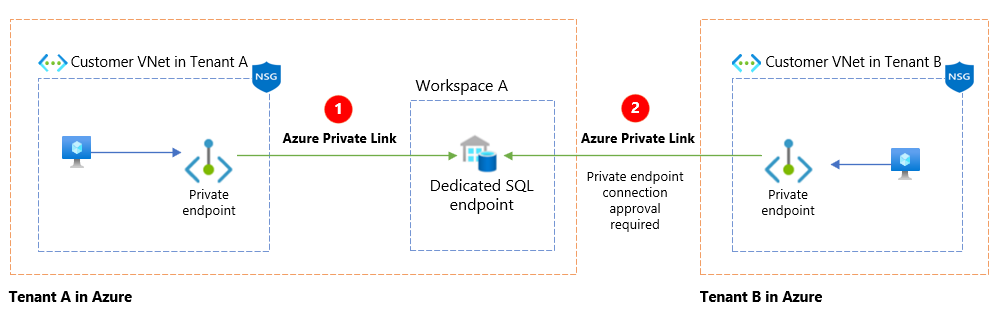 Customer VNet in Tenant A
NSG
Private
endpoint
1
Azure Private Link
Workspace A
Dedicated SQL
endpoint
2
Azure Private Link
Private endpoint
connection
approval
required
Customer VNet in Tenant B
NSG
Private
endpoint
Tenant A in Azure
Tenant B in Azure